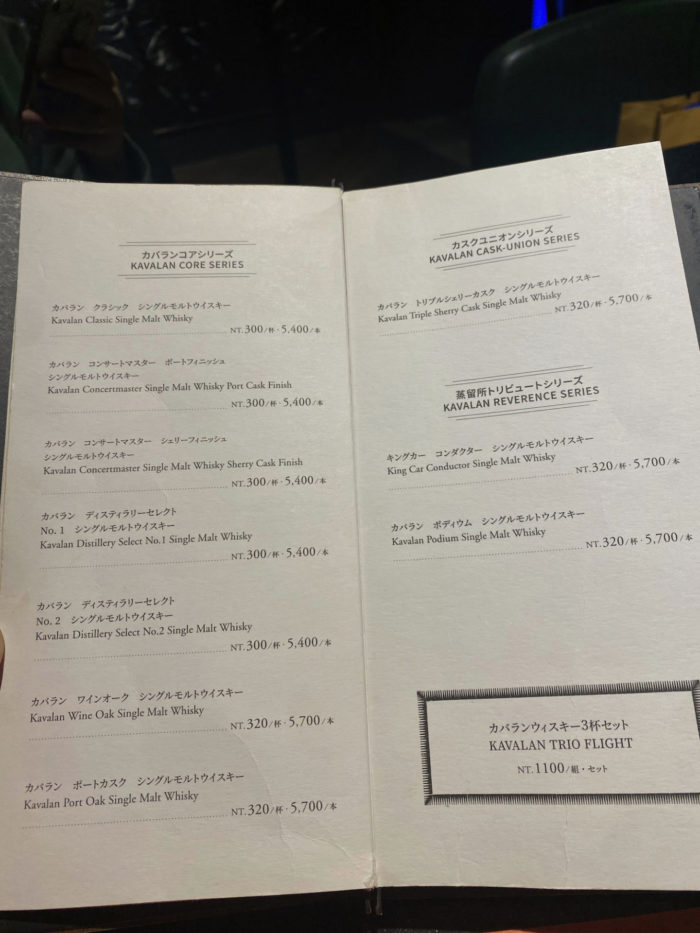 カバランコアシリーズ
KAVALAN CORE SERIES
カバラン　クラシック　シングルモルトウイスキー
Kavalan Classic Single Malt Whisky
NT.300/杯・5,400/本
カバラン　コンサートマスター　ポートフィニッシュ
シングルモルトウイスキー
Kavalan Concertmaster Single Malt Whisky Port Cask Finish
NT.300/杯・5,400/本
カバラン　コンサートマスター　シェリーフィニッシュ
シングルモルトウイスキー
Kavalan Concertmaster Single Malt Whisky Sherry Cask Finish
NT.300/杯・5,400/本
カバラン　ディスティラリーセレクト
No. 1　シングルモルトウイスキー
Kavalan Distillery Select No.1 Single Malt Whisky
NT.300/杯・5,400/本
カバラン　ディスティラリーセレクト
No. 2　シングルモルトウイスキー
Kavalan Distillery Select No.2 Single Malt Whisky
NT.300/杯・5,400/本
カバラン　ワインオーク　シングルモルトウイスキー
Kavalan Wine Oak Single Malt Whisky
NT.320/杯・5,700/本
カバラン　ポートカスク　シングルモルトウイスキー
Kavalan Port Oak Single Malt Whisky
NT.320/杯・5,700/本
カスクユニオンシリーズ
KAVALAN CASK-UNION SERIES
カバラン　トリプルシェリーカスク　シングルモルトウイスキー
Kavalan Triple Sherry Cask Single Malt Whisky
NT.320/杯・5,700/本
蒸留所トリビュートシリーズ
KAVALAN REVERENCE SERIES
キングカー　コンダクター　シングルモルトウイスキー
King Car Conductor Single Malt Whisky
NT.320/杯・5,700/本
カバラン　ポディウム　シングルモルトウイスキー
Kavalan Podium Single Malt Whisky
NT.320/杯・5,700/本
カバランウィスキー3杯セット
KAVALAN TRIO FLIGHT
NT.1100/組・セット